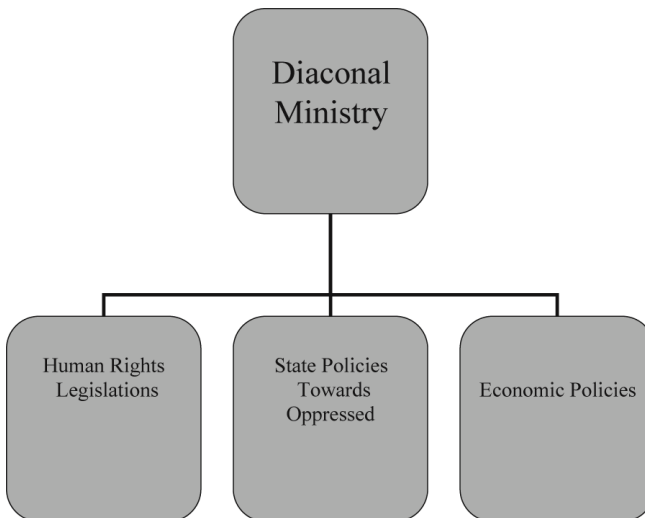 Diaconal
Ministry
Human Rights
Legislations
State Policies
Towards
Oppressed
Economic Policies